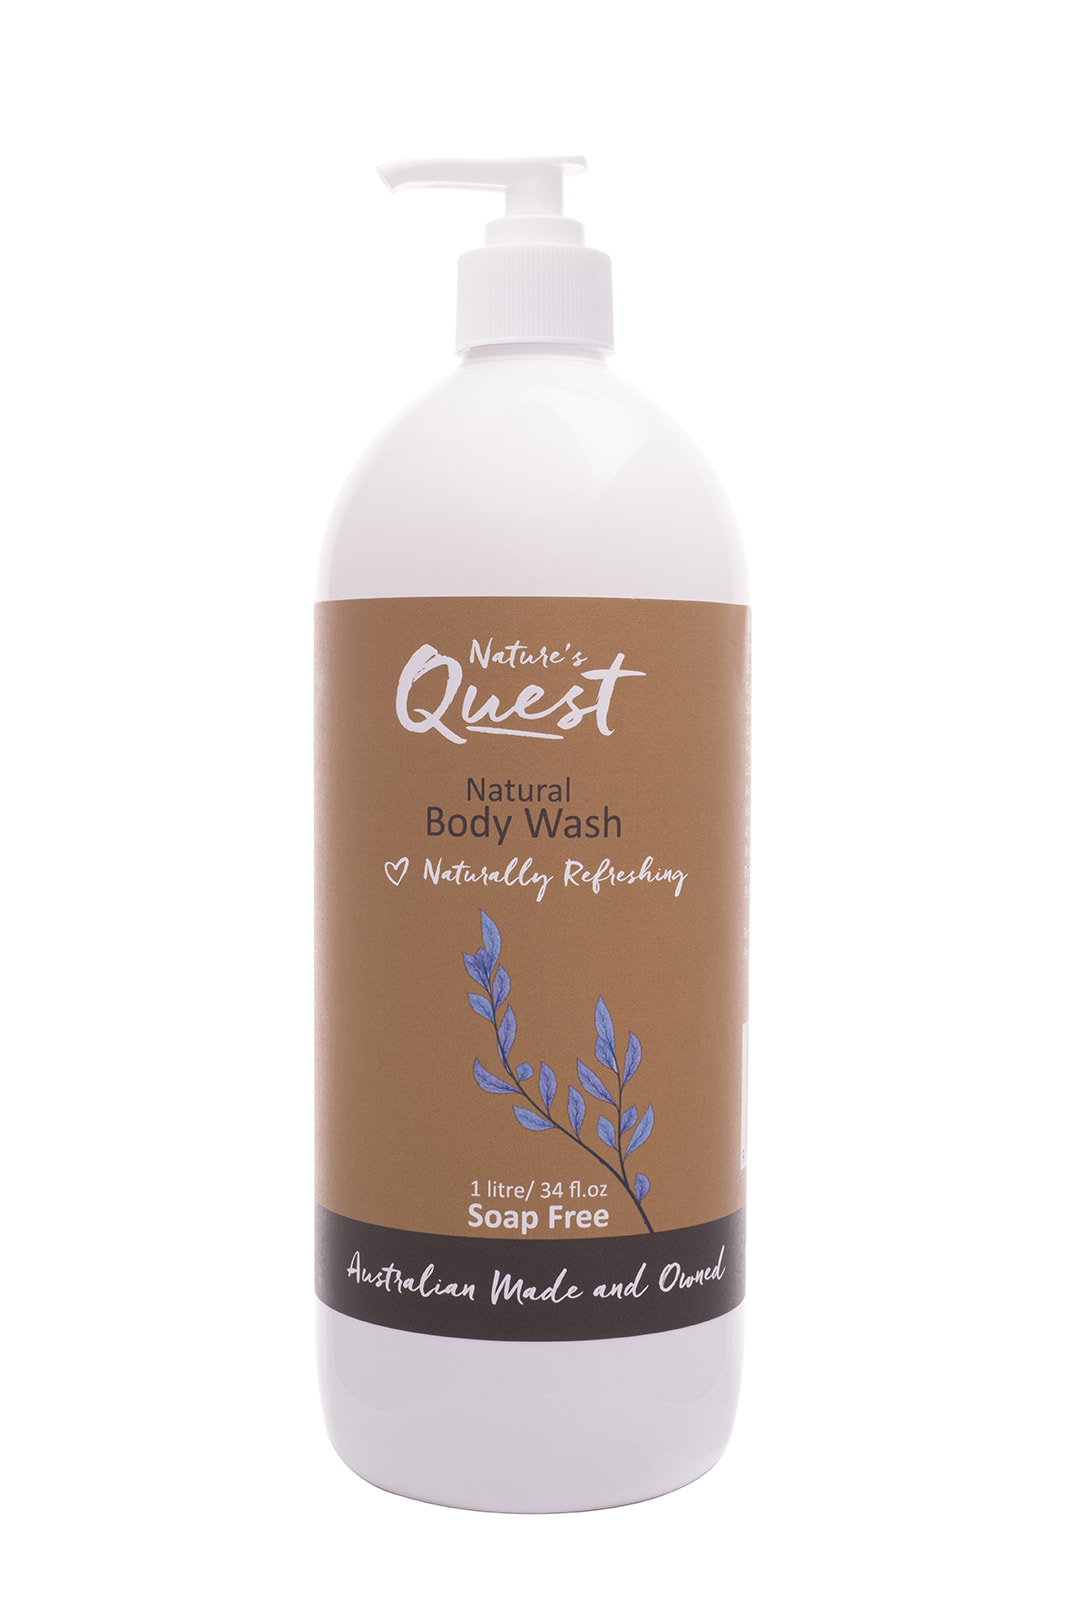 Nature's
Quest
Natural
Body Wash
Naturally Refreshing
1 litre/ 34 fl.oz
Soap Free
Australian Made and Owned